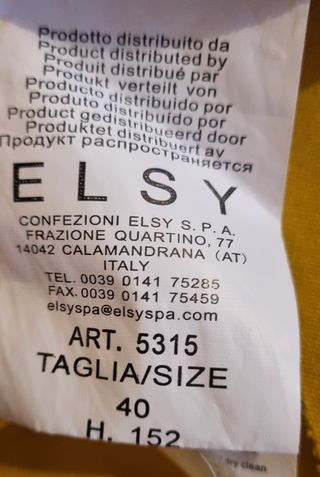 Prodotto distribuito da
Product distributed by
Produit distribué par
Produkt verteilt von
Producto distribuido por
Produto distribuído por
Product gedistribueerd door
Produktet distribuert av
Продукт распространяется
ELSY
CONFEZIONI ELSY S.P.A.
FRAZIONE QUARTINO, 77
14042 CALAMANDRANA (AT)
ITALY
TEL. 0039 0141 75285
FAX. 0039 0141 75459
elsyspa@elsyspa.com
ART. 5315
TAGLIA/SIZE
40
H. 152
dry clean